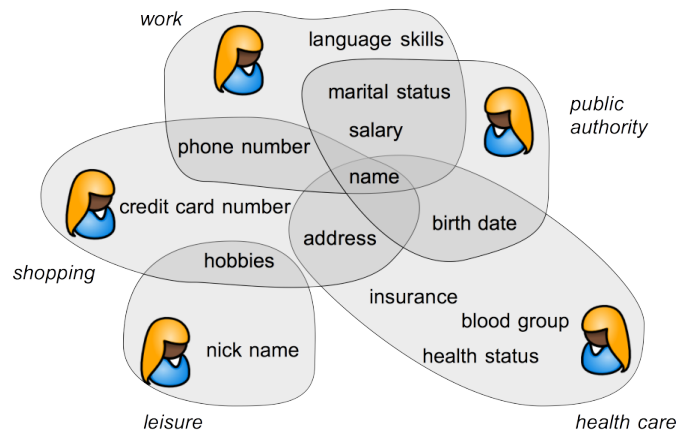 work
language skills
marital status
public
authority
salary
phone number
name
credit card number
birth date
address
hobbies
shopping
insurance
blood group
nick name
health status
leisure
health care